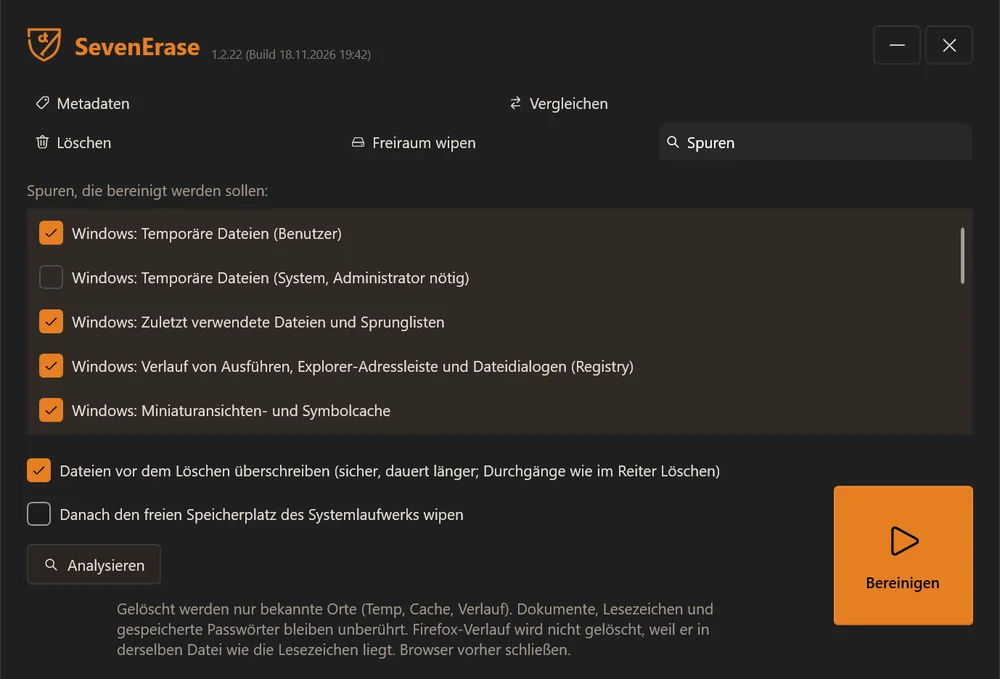 SevenErase 1.2.22 (Build 18.11.2026 19:42)
Metadaten Vergleichen
Löschen Freiraum wipen Spuren
Spuren, die bereinigt werden sollen:
Windows: Temporäre Dateien (Benutzer)
Windows: Temporäre Dateien (System, Administrator nötig)
Windows: Zuletzt verwendete Dateien und Sprunglisten
Windows: Verlauf von Ausführen, Explorer-Adressleiste und Dateidialogen (Registry)
Windows: Miniaturansichten- und Symbolcache
Dateien vor dem Löschen überschreiben (sicher, dauert länger; Durchgänge wie im Reiter Löschen)
Danach den freien Speicherplatz des Systemlaufwerks wipen
Analysieren
Bereinigen
Gelöscht werden nur bekannte Orte (Temp, Cache, Verlauf). Dokumente, Lesezeichen und
gespeicherte Passwörter bleiben unberührt. Firefox-Verlauf wird nicht gelöscht, weil er in
derselben Datei wie die Lesezeichen liegt. Browser vorher schließen.